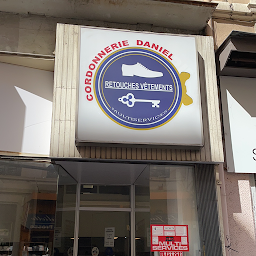 CORDONNERIE DANIEL
RETOUCHES VÊTEMENTS
MULTISERVICES
MULTI
SERVICES